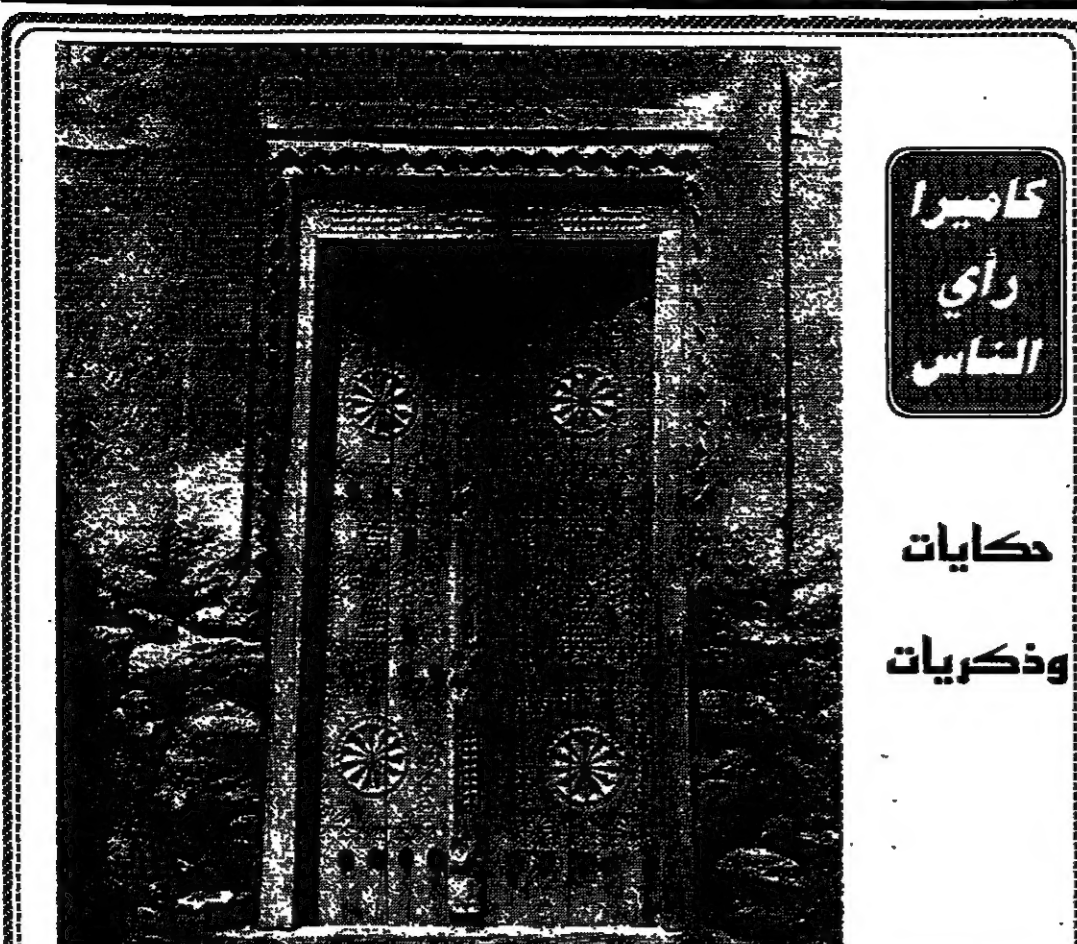 كاميرا
رأي
الناس
حكايات
وذكريات